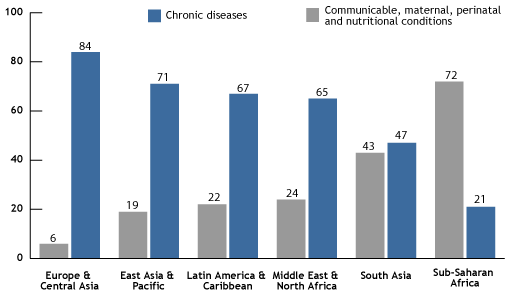 Chronic diseases
Communicable, maternal, perinatal
and nutritional conditions
100
80
60
40
20
0
6
84
19
71
22
67
24
65
43
47
72
21
Europe &
Central Asia
East Asia &
Pacific
Latin America &
Caribbean
Middle East &
North Africa
South Asia
Sub-Saharan
Africa